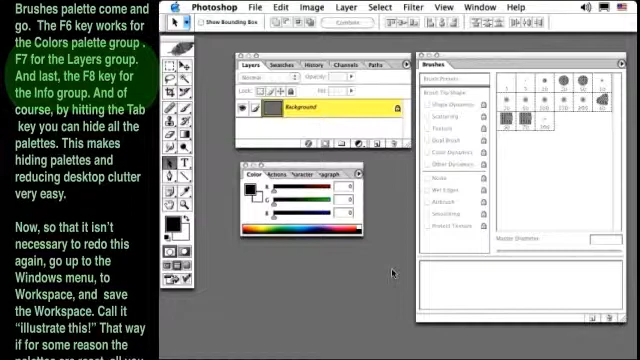 Brushes palette come and
go. The F6 key works for
the Colors palette group .
F7 for the Layers group.
And last, the F8 key for
the Info group. And of
course, by hitting the Tab
key you can hide all the
palettes. This makes
hiding palettes and
reducing desktop clutter
very easy.
Now, so that it isn't
necessary to redo this
again, go up to the
Windows menu, to
Workspace, and save
the Workspace. Call it
“illustrate this!” That way
if for some reason the
Photoshop File Edit Image Layer Select Filter View Window
Show Bounding Box
Combine
Layers Swatches History Channels Paths
Normal Opacity:
Lock: Fill:
Background
Color Actions Character Paragraph
R 0
G 0
B 0
Brushes
Brush Presets
Brush Tip Shape
Shape Dynamics
Scattering
Texture
Dual Brush
Color Dynamics
Other Dynamics
Noise
Wet Edges
Airbrush
Smoothing
Protect Texture
Master Diameter